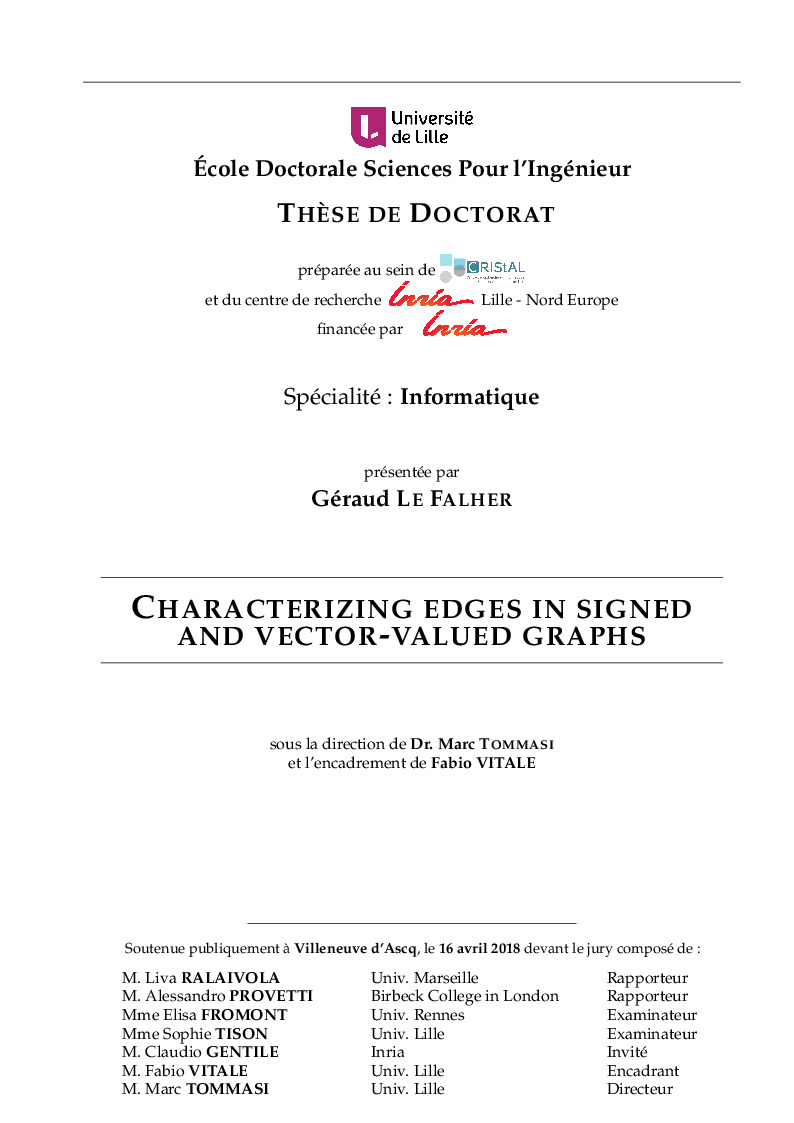 Université
de Lille
École Doctorale Sciences Pour l'Ingénieur
THÈSE DE DOCTORAT
préparée au sein de CRIStAL
et du centre de recherche Inria Lille - Nord Europe
financée par Inria
Spécialité : Informatique
présentée par
Géraud LE FALHER
CHARACTERIZING EDGES IN SIGNED
AND VECTOR-VALUED GRAPHS
sous la direction de Dr. Marc TOMMASI
et l'encadrement de Fabio VITALE
Soutenue publiquement à Villeneuve d'Ascq, le 16 avril 2018 devant le jury composé de :
M. Liva RALAIVOLA Univ. Marseille Rapporteur
M. Alessandro PROVETTI Birbeck College in London Rapporteur
Mme Elisa FROMONT Univ. Rennes Examinateur
Mme Sophie TISON Univ. Lille Examinateur
M. Claudio GENTILE Inria Invité
M. Fabio VITALE Univ. Lille Encadrant
M. Marc TOMMASI Univ. Lille Directeur